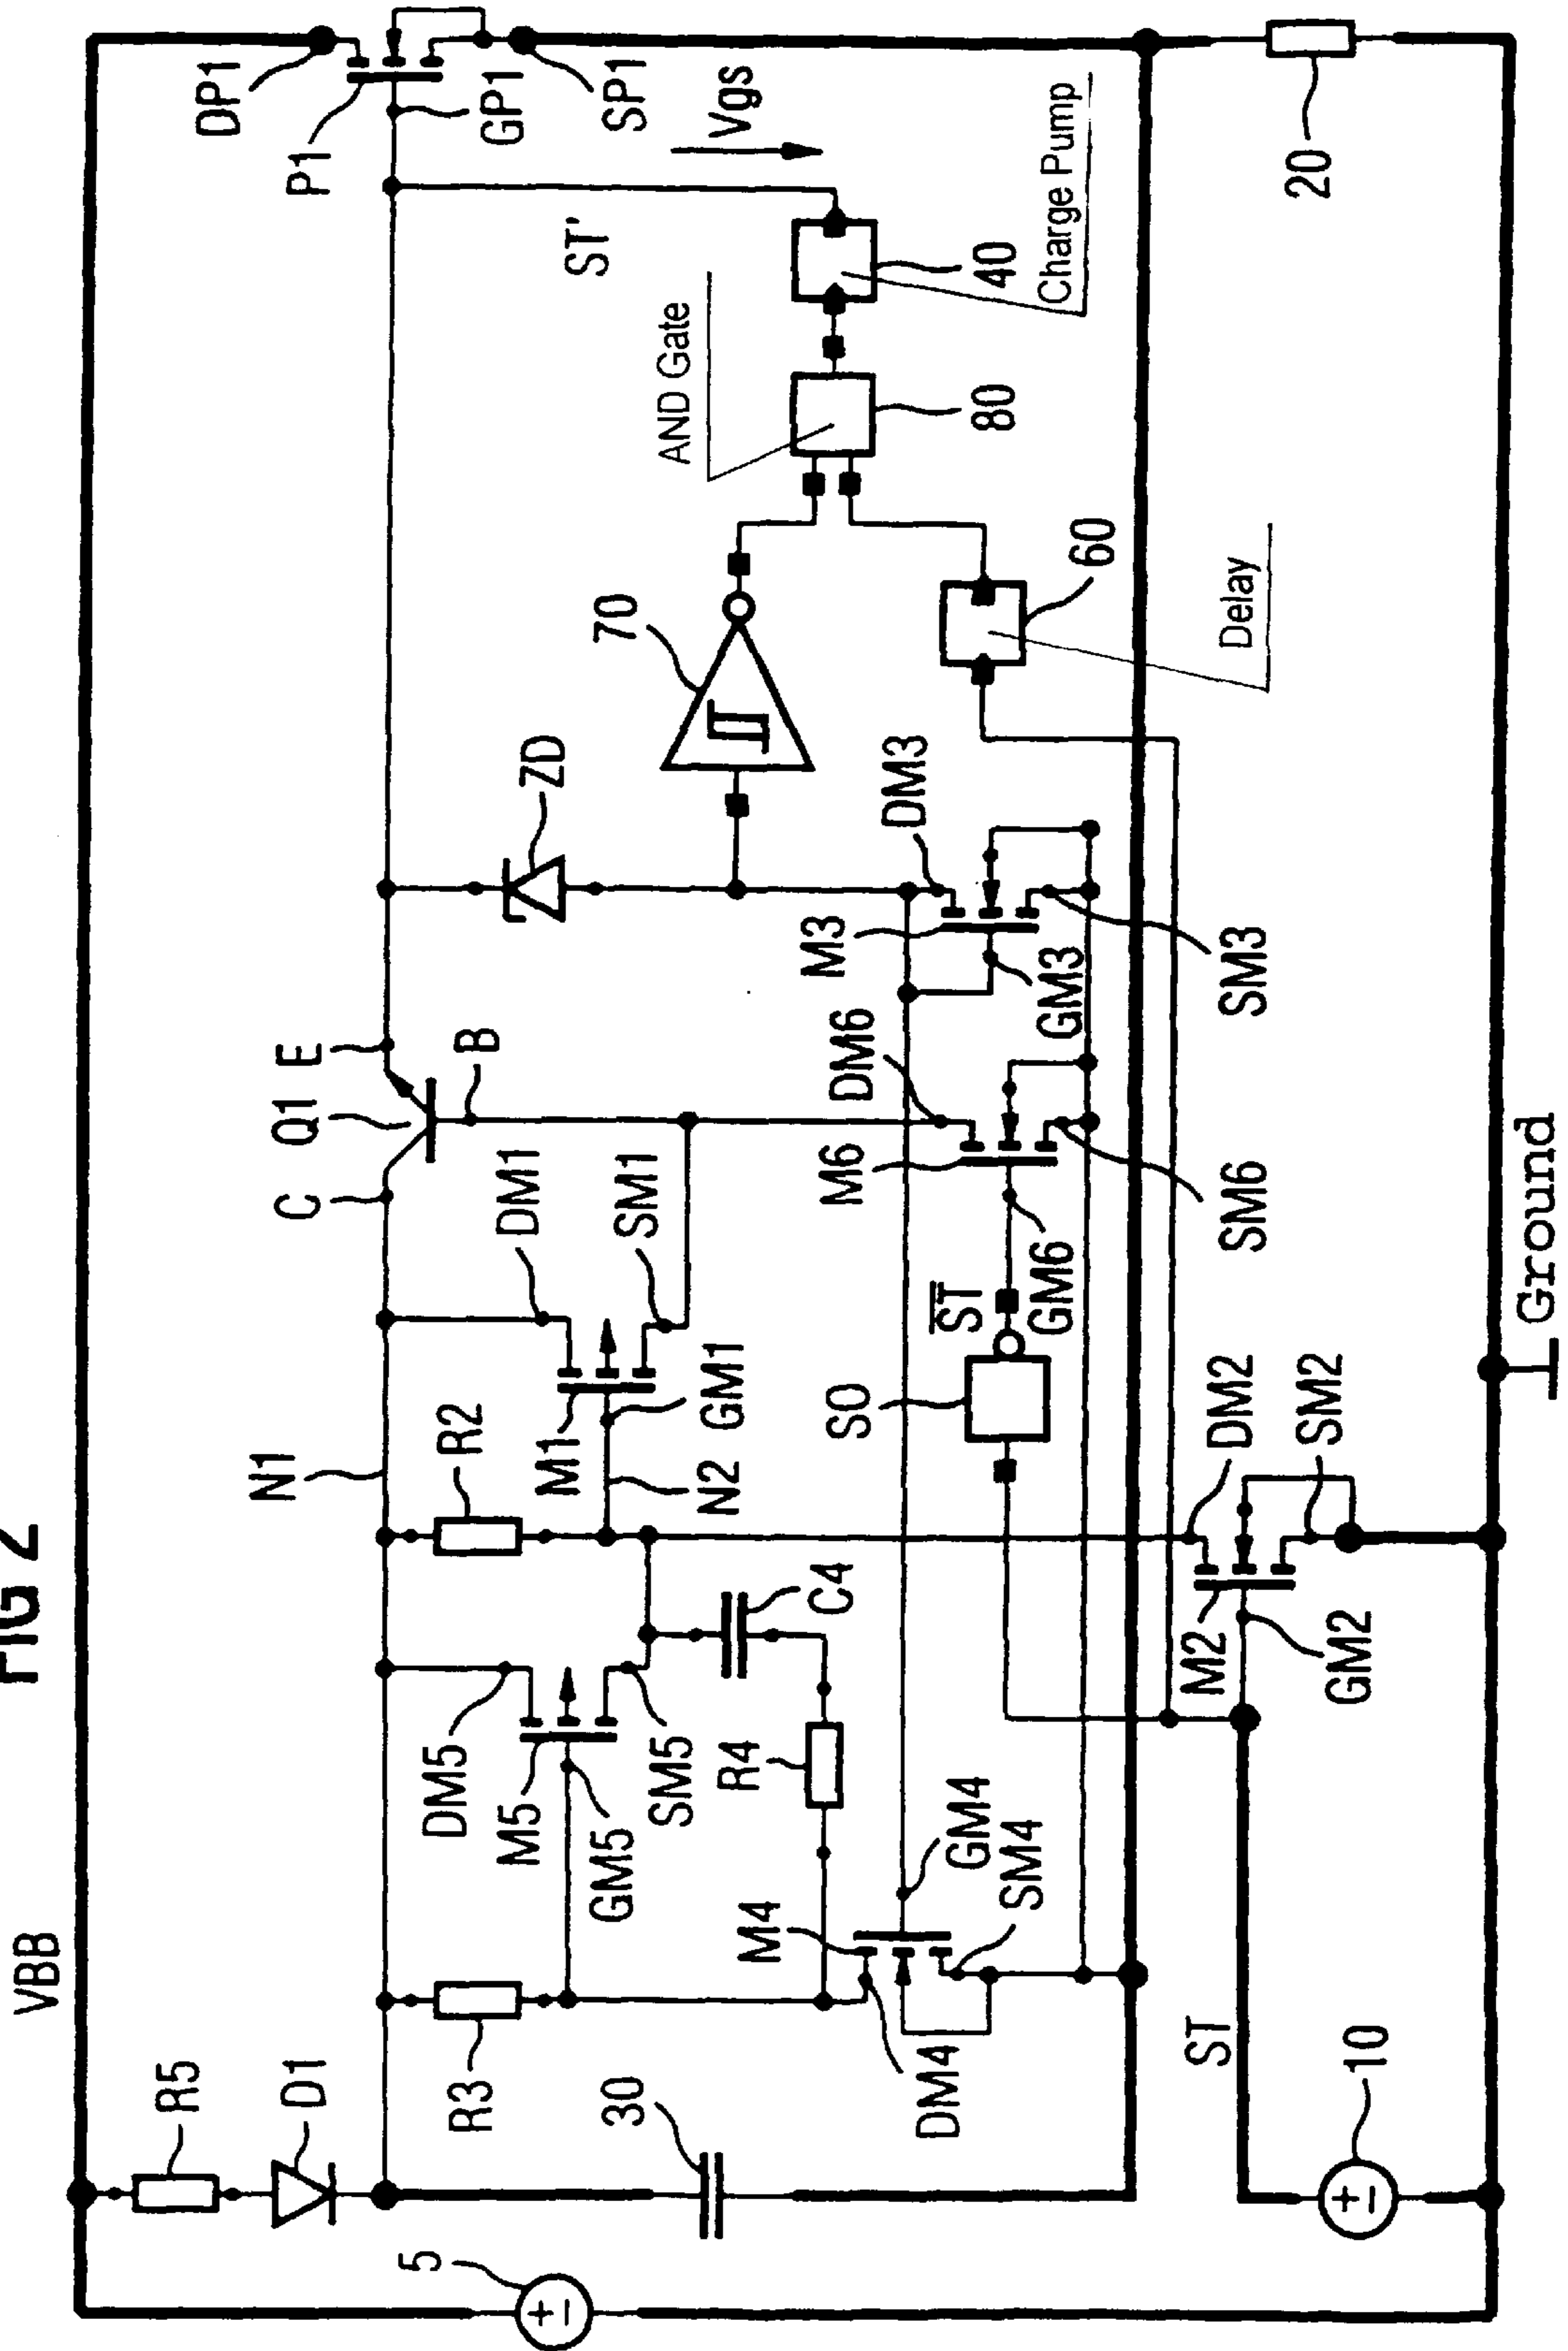 FIG 2
VBB
5
R5
D1
30
R3
DM5
M5
GM5
SM5
R4
C4
M4
DM4
GM4
SM4
ST
10
N1
R2
M1
N2
GM1
DM1
SM1
C
Q1
E
B
S0
ST
M6
DM6
GM6
SM6
M2
GM2
DM2
SM2
Ground
ZD
M3
DM3
GM3
SM3
70
60
Delay
AND Gate
80
ST'
40
Charge Pump
Vgs
DP1
P1
GP1
SP1
20